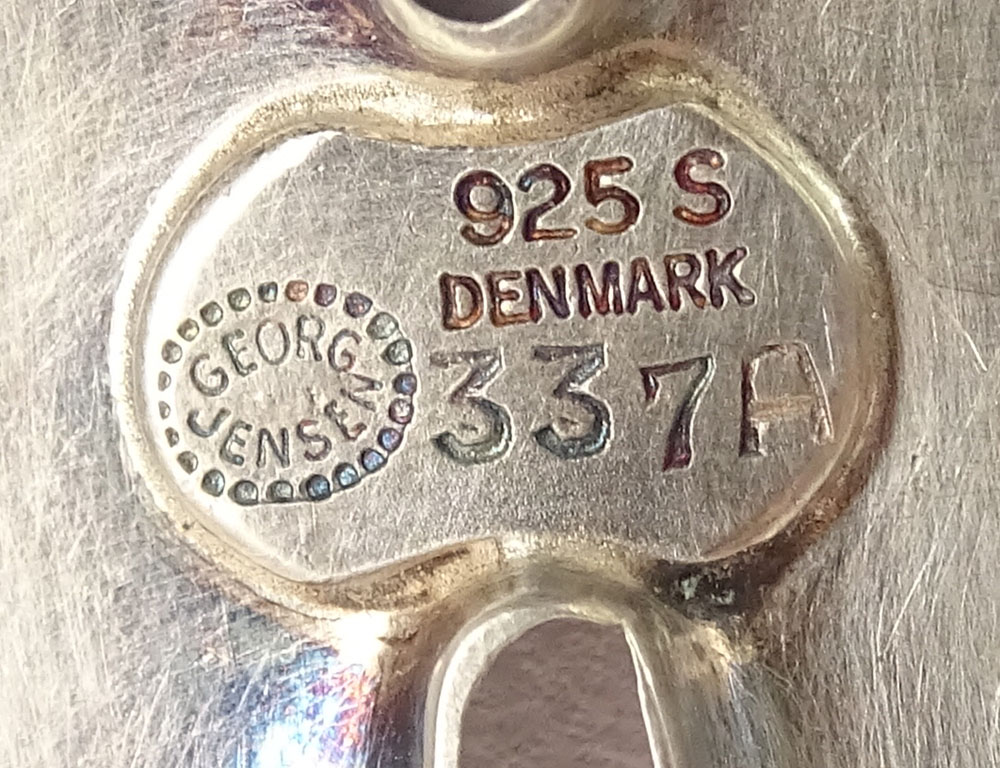 925 S
DENMARK
337A
GEORG
JENSEN